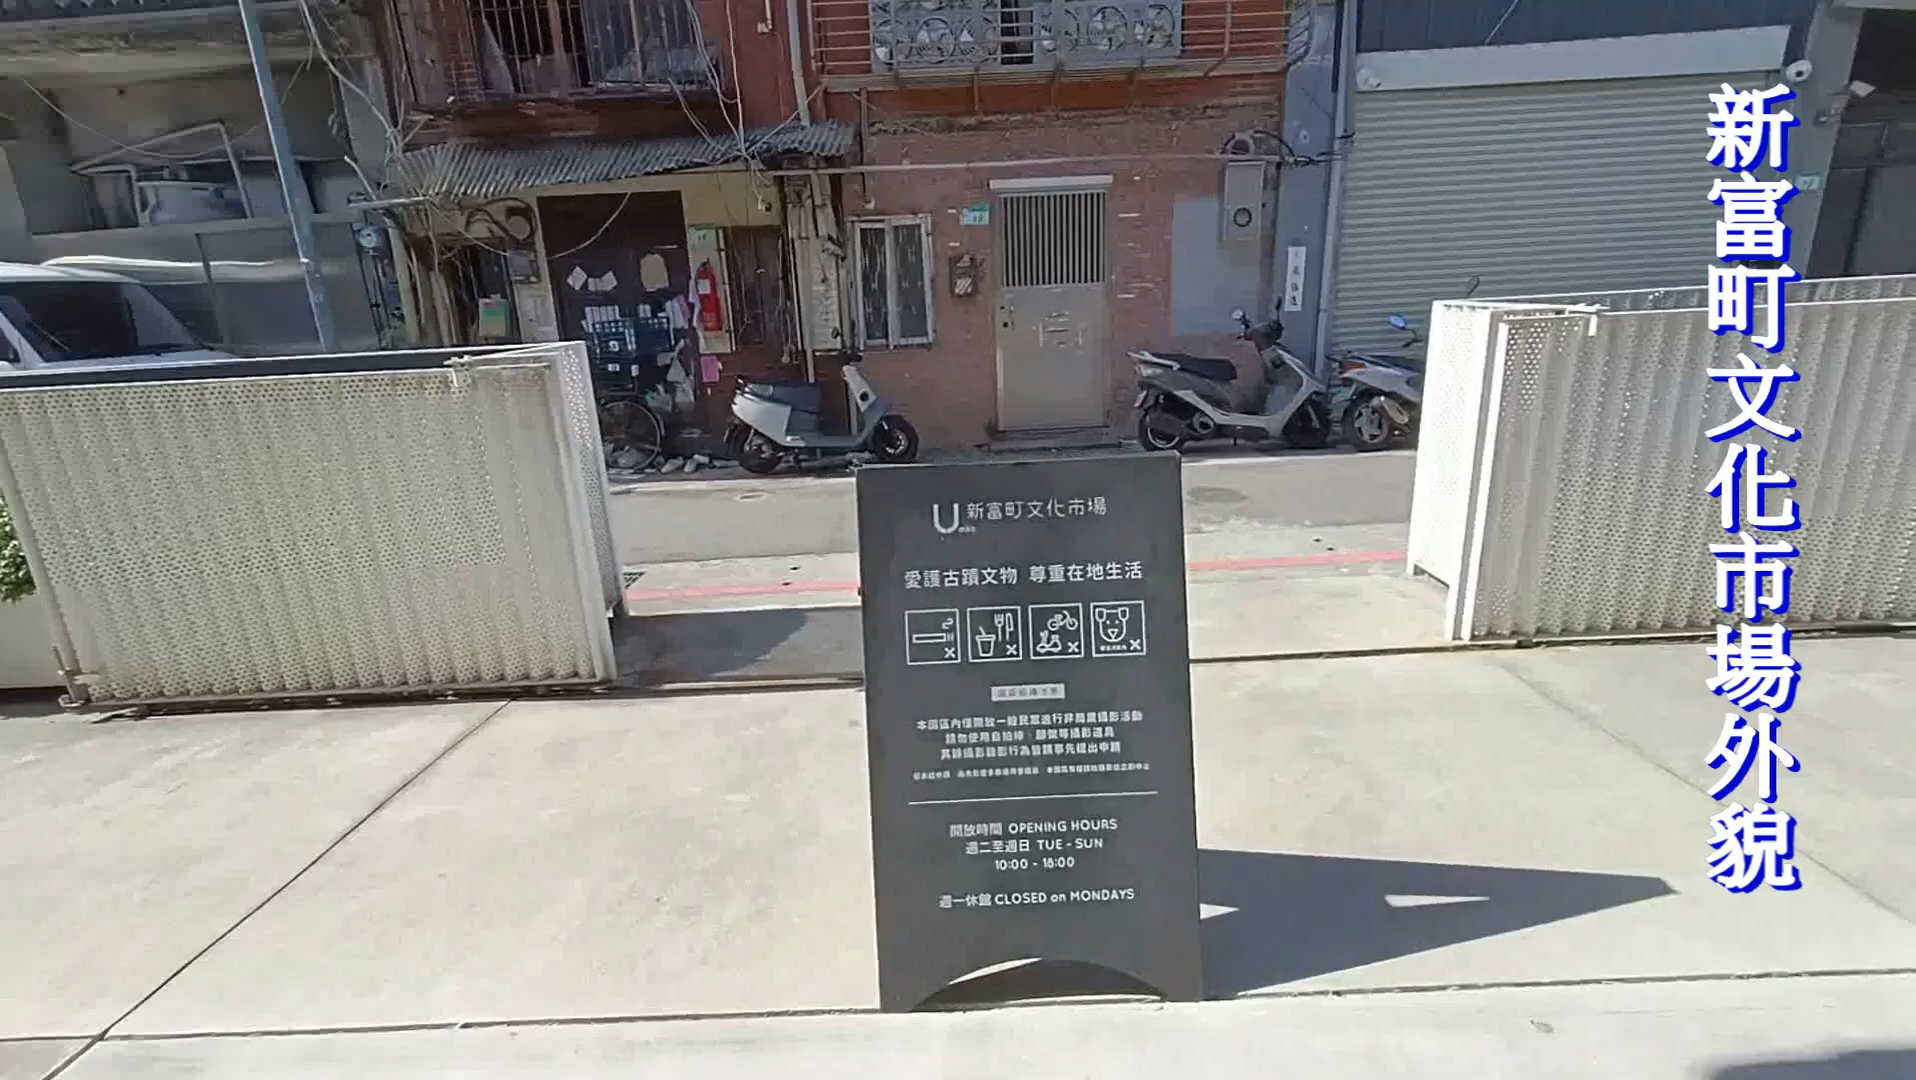 新富町文化市場外貌
U 新富町文化市場
愛護古蹟文物 尊重在地生活
本園區內僅開放一般民眾進行非商業攝影活動
請勿使用自拍棒、腳架等攝影道具
其餘攝影錄影行為皆請事先提出申請
開放時間 OPENING HOURS
週二至週日 TUE - SUN
10:00 - 18:00
週一休館 CLOSED on MONDAYS